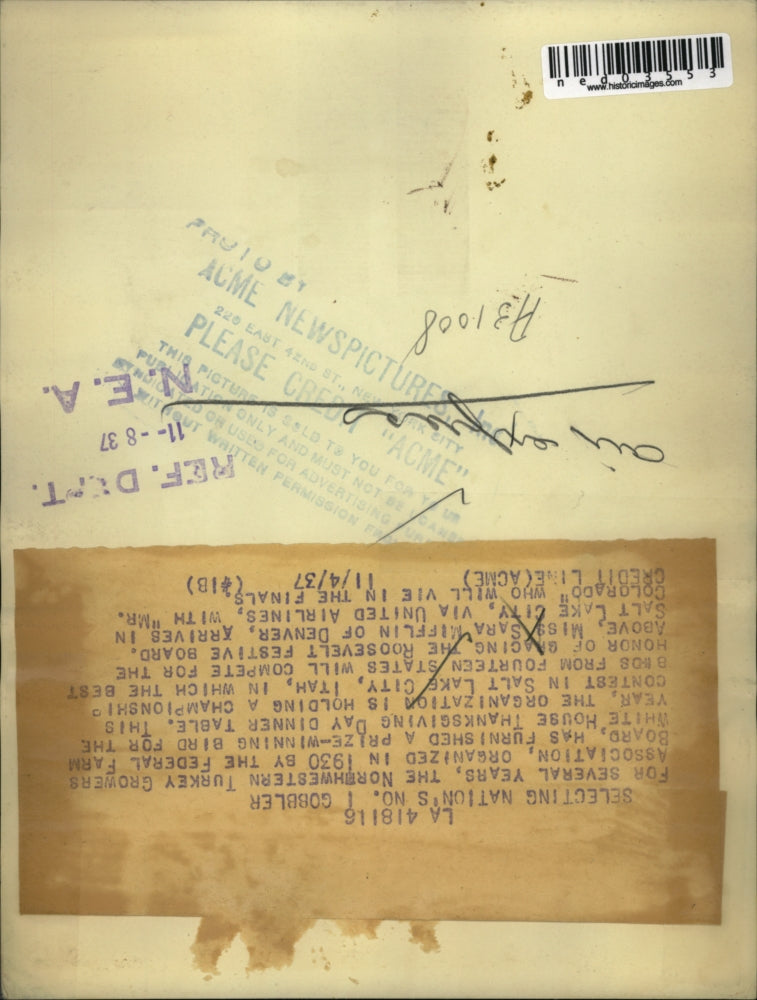 ned03553
www.historicimages.com
PHOTO BY
ACME NEWSPICTURES, Inc.
220 EAST 42ND ST., NEW YORK CITY
PLEASE CREDIT "ACME"
THIS PICTURE IS SOLD TO YOU FOR YOUR
PUBLICATION ONLY AND MUST NOT BE LOANED
SYNDICATED OR USED FOR ADVERTISING
WITHOUT WRITTEN PERMISSION
A31008
air express
REF. DEPT.
11-8 37
N.E.A.
LA 418116
SELECTING NATION'S NO. 1 GOBBLER
FOR SEVERAL YEARS, THE NORTHWESTERN TURKEY GROWERS
ASSOCIATION, ORGANIZED IN 1930 BY THE FEDERAL FARM
BOARD, HAS FURNISHED A PRIZE-WINNING BIRD FOR THE
WHITE HOUSE THANKSGIVING DAY DINNER TABLE. THIS
YEAR, THE ORGANIZATION IS HOLDING A CHAMPIONSHIP
CONTEST IN SALT LAKE CITY, UTAH, IN WHICH THE BEST
BIRDS FROM FOURTEEN STATES WILL COMPETE FOR THE
HONOR OF GRACING THE ROOSEVELT FESTIVE BOARD.
ABOVE, MISS SARA MIFFLIN OF DENVER, ARRIVES IN
SALT LAKE CITY, VIA UNITED AIRLINES, WITH "MR.
COLORADO" WHO WILL VIE IN THE FINALS.
CREDIT LINE(ACME) 11/4/37 (#1B)